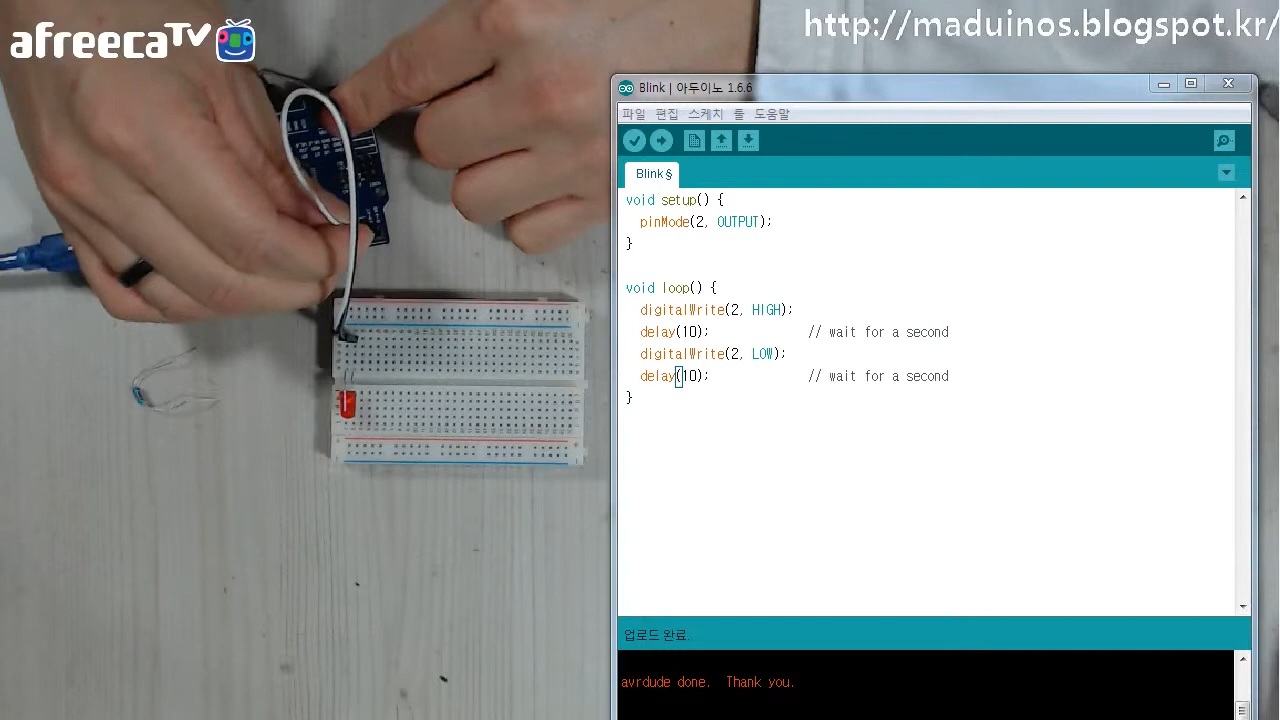 afreecaTV
http://maduinos.blogspot.kr/
Blink | 아두이노 1.6.6
파일 편집 스케치 툴 도움말
Blink§
void setup() {
pinMode(2, OUTPUT);
}
void loop() {
digitalWrite(2, HIGH);
delay(10); // wait for a second
digitalWrite(2, LOW);
delay(10); // wait for a second
}
업로드 완료.
avrdude done. Thank you.